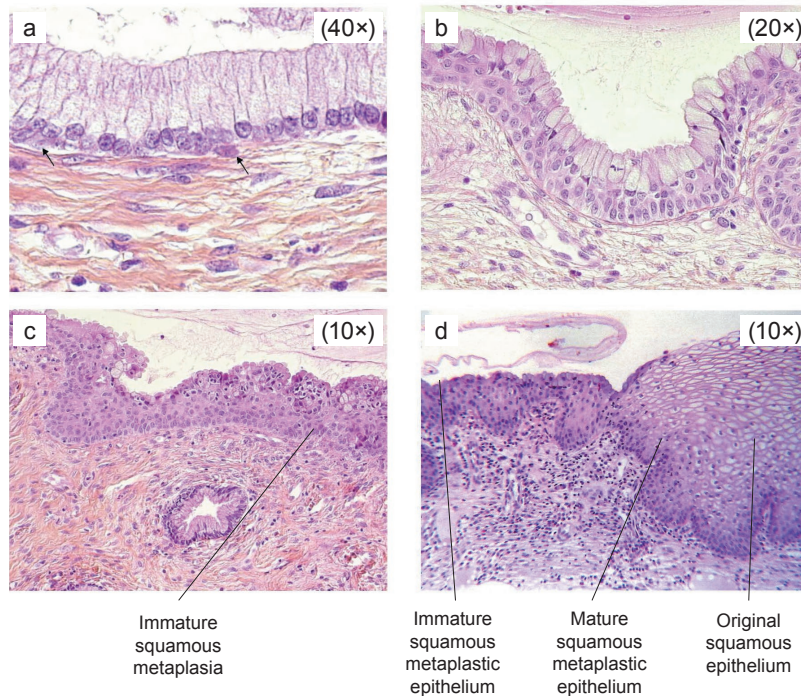 a
(40×)
b
(20×)
c
(10×)
d
(10×)
Immature
squamous
metaplasia
Immature
squamous
metaplastic
epithelium
Mature
squamous
metaplastic
epithelium
Original
squamous
epithelium